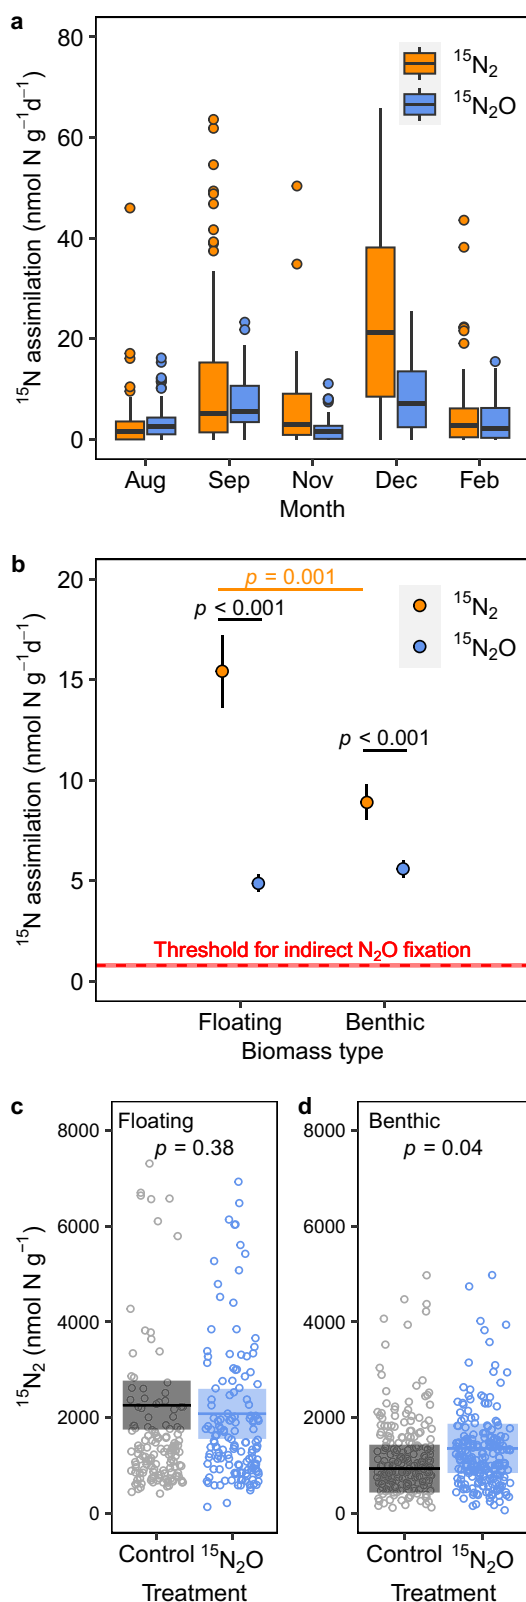 a
80
60
40
20
0
¹⁵N assimilation (nmol N g⁻¹d⁻¹)
¹⁵N₂
¹⁵N₂O
Aug Sep Nov Dec Feb
Month
b
20
15
10
5
0
¹⁵N assimilation (nmol N g⁻¹d⁻¹)
p = 0.001
p < 0.001
¹⁵N₂
¹⁵N₂O
p < 0.001
Threshold for indirect N₂O fixation
Floating Benthic
Biomass type
c
Floating
p = 0.38
8000
6000
4000
2000
0
¹⁵N₂ (nmol N g⁻¹)
Control ¹⁵N₂O
Treatment
d
Benthic
p = 0.04
8000
6000
4000
2000
0
Control ¹⁵N₂O
Treatment